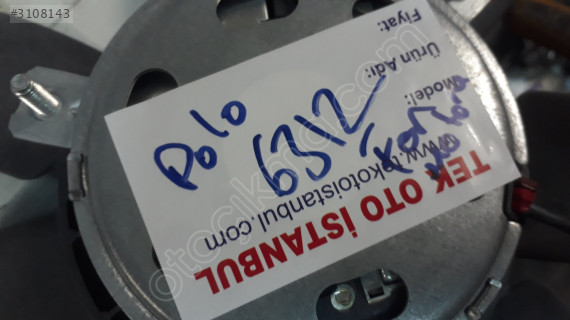 #3108143
Polo
6312
Fiyat:
Ürün Adı:
Model:
www.tekotoistanbul.com
TEK OTO İSTANBUL